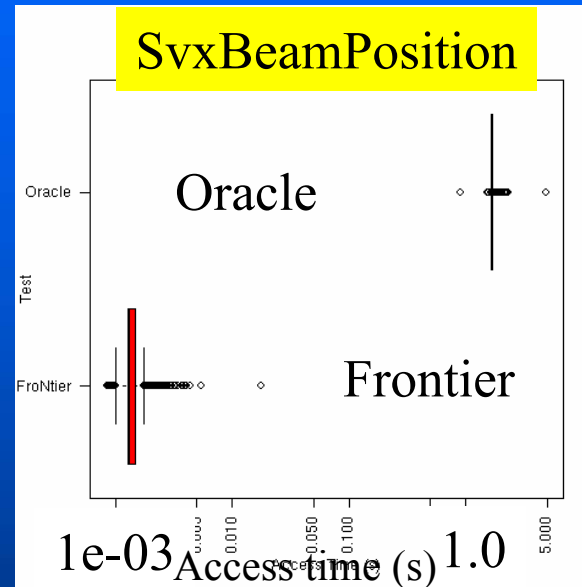 SvxBeamPosition
Oracle
Oracle
Test
FroNtier
Frontier
0.010
0.050
0.100
5.000
1e-03
1.0
Access time (s)